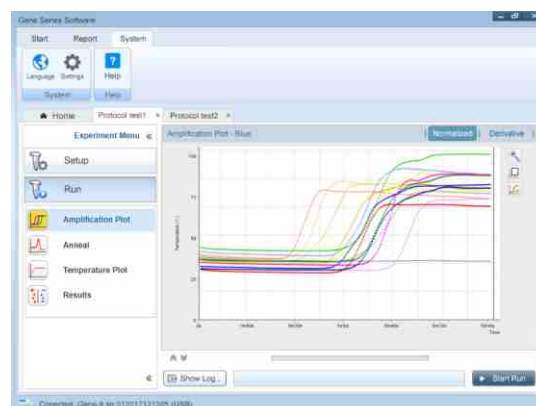 Gene Series Software
Start Report System
Language Settings Help
System Help
Home Protocol test1 × Protocol test2 ×
Experiment Menu «
Amplification Plot - Blue
Normalized
Derivative
Setup
Run
Amplification Plot
Anneal
Temperature Plot
Results
Time
Show Log...
Start Run